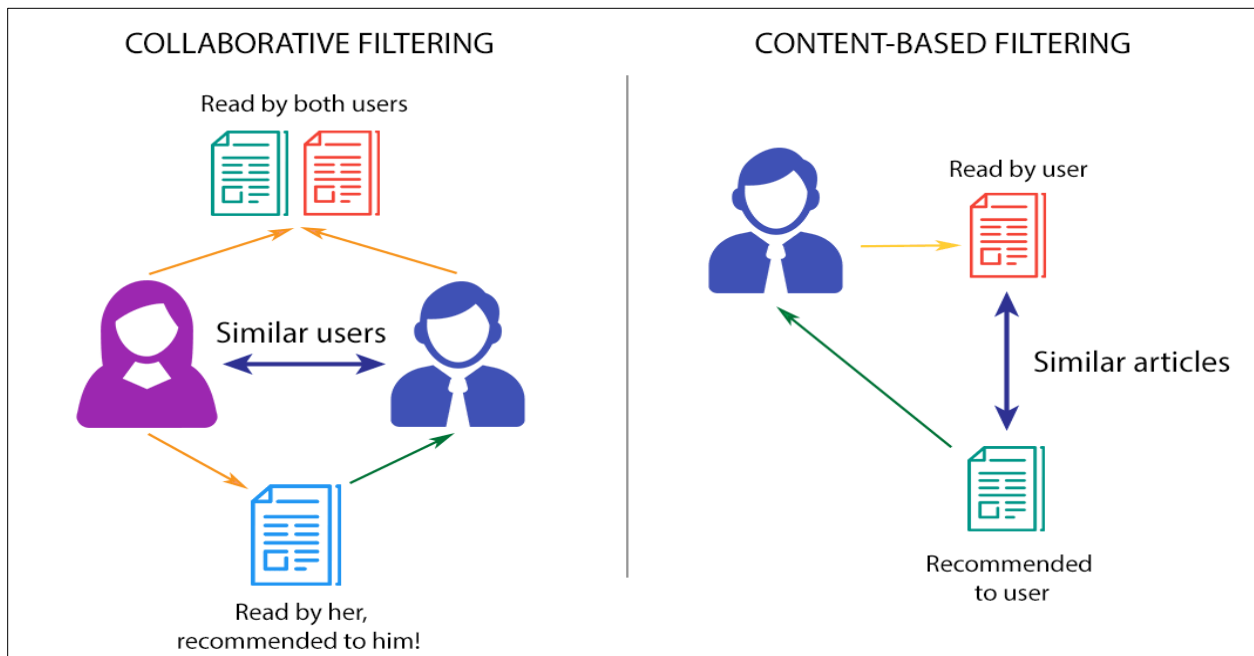 COLLABORATIVE FILTERING
Read by both users
Similar users
Read by her,
recommended to him!
CONTENT-BASED FILTERING
Read by user
Similar articles
Recommended
to user